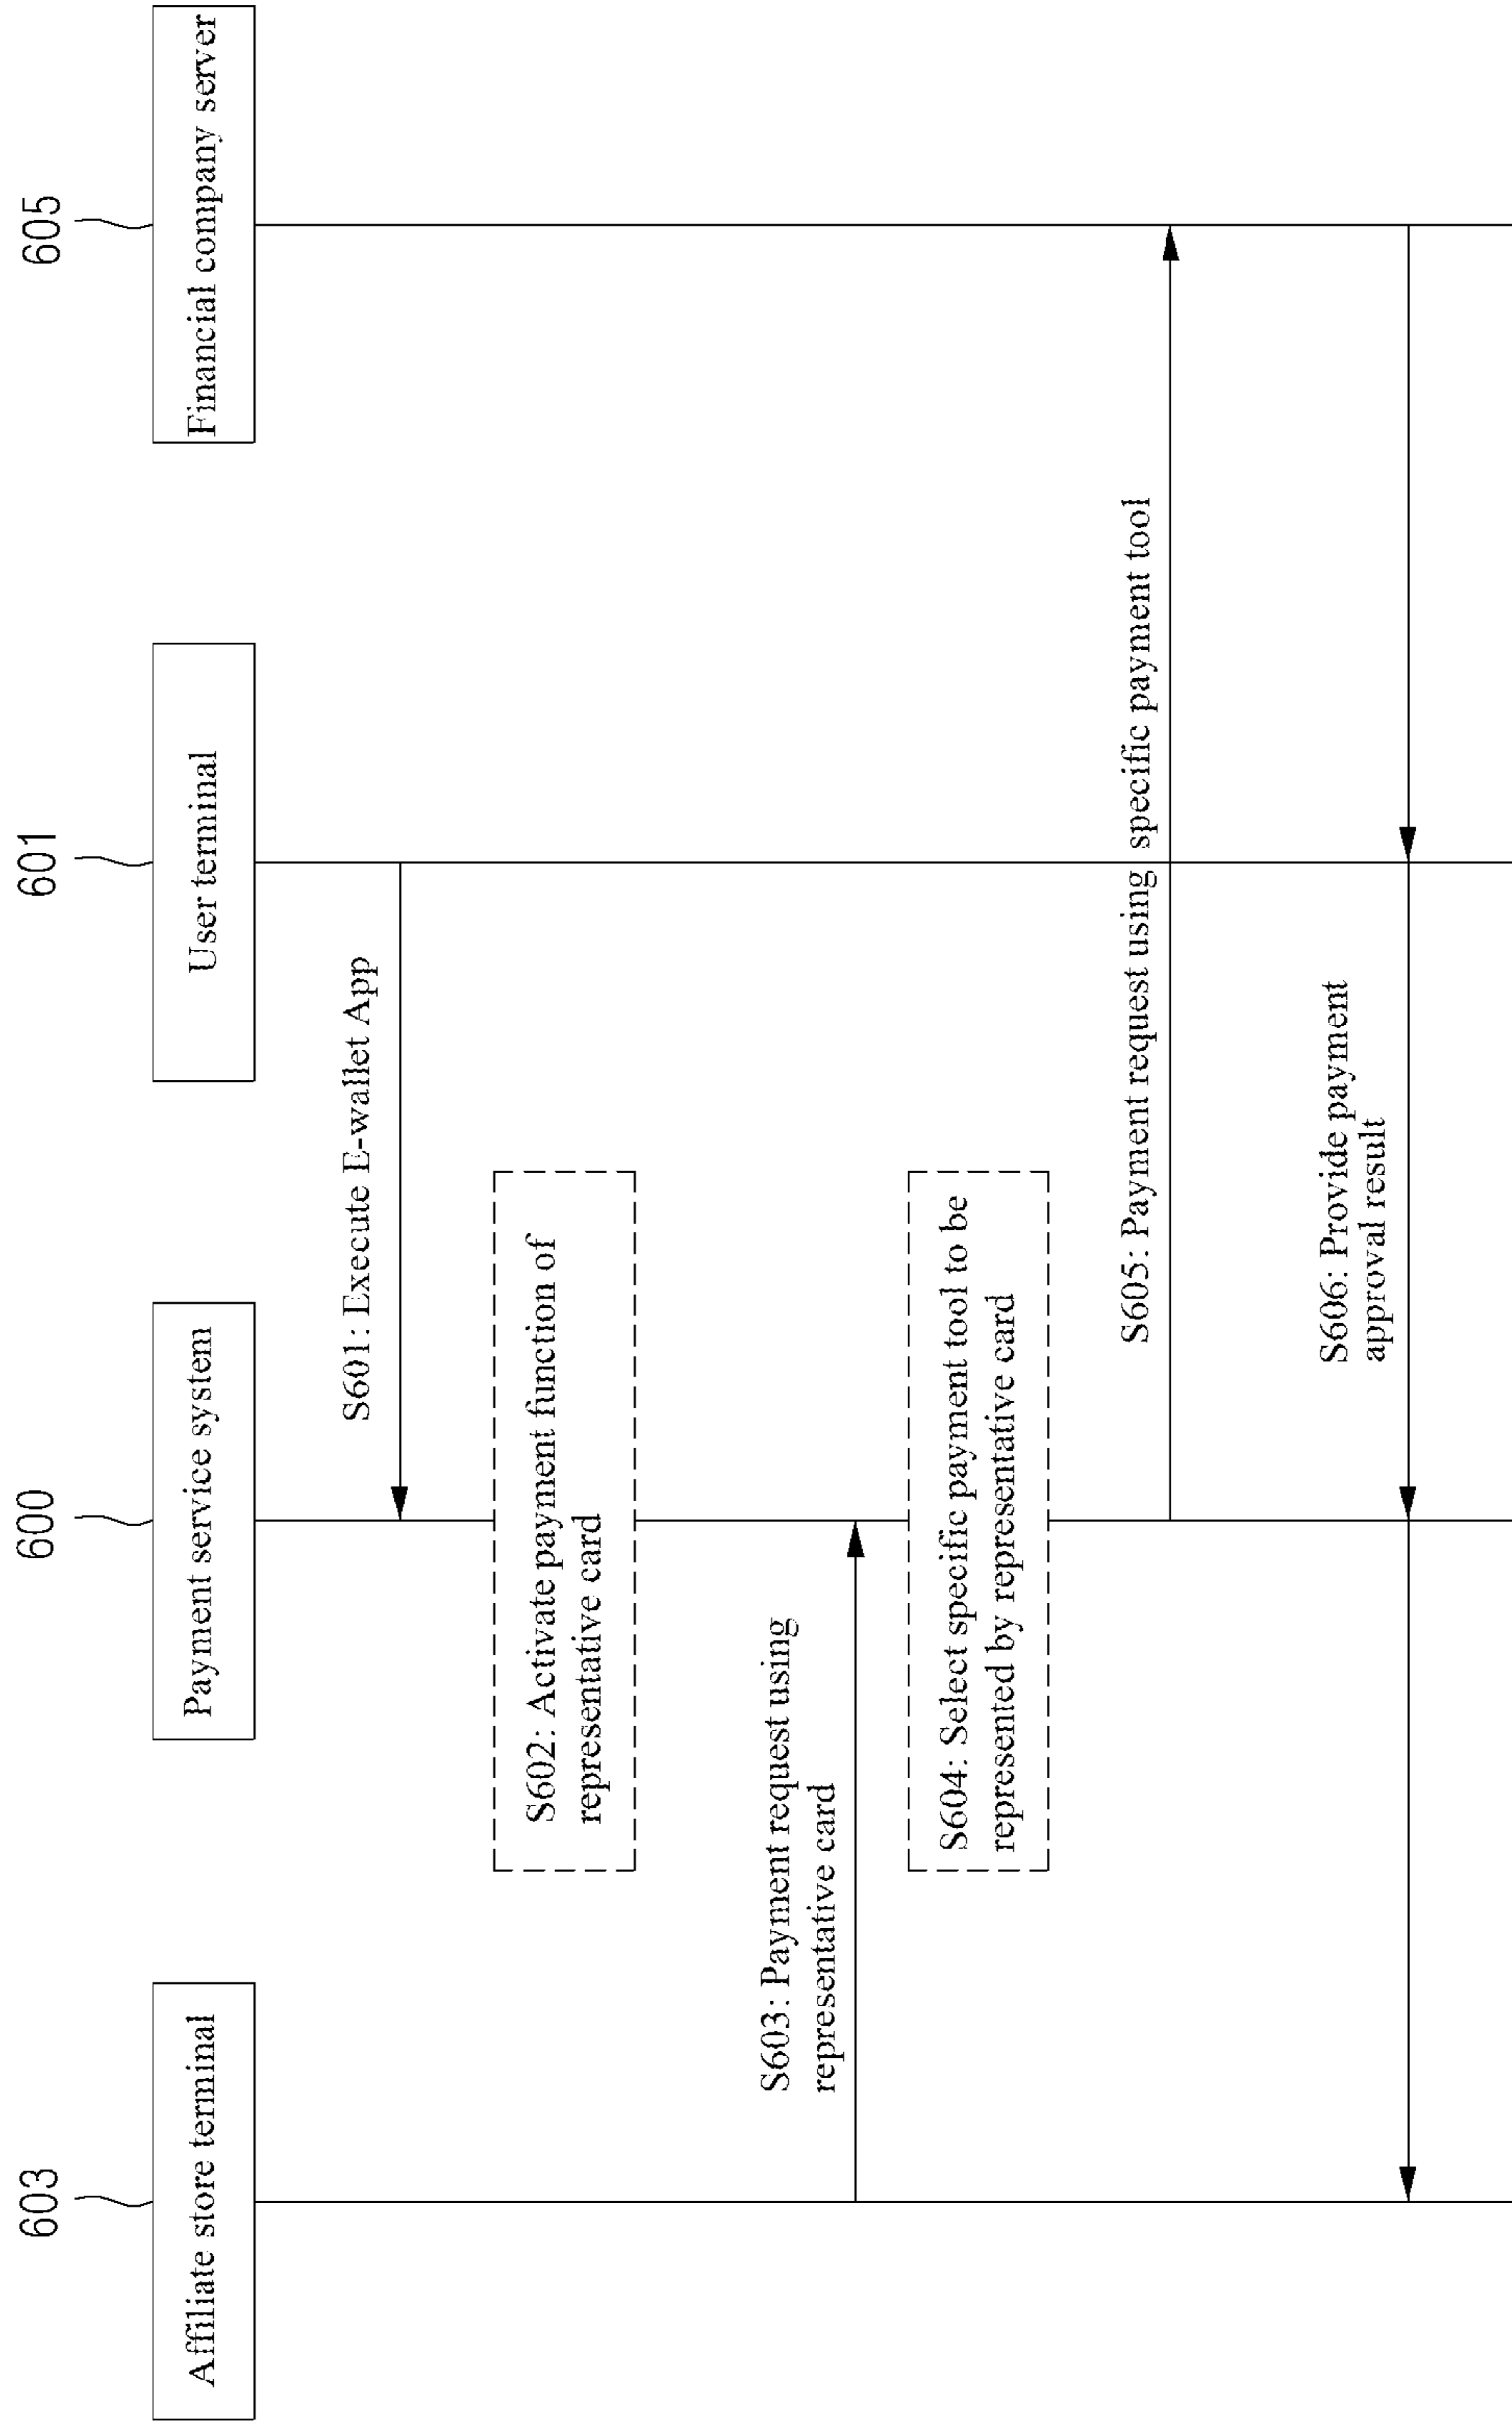 603
600
601
605
Affiliate store terminal
Payment service system
User terminal
Financial company server
S601: Execute E-wallet App
S602: Activate payment function of
representative card
S603: Payment request using
representative card
S604: Select specific payment tool to be
represented by representative card
S605: Payment request using specific payment tool
S606: Provide payment
approval result